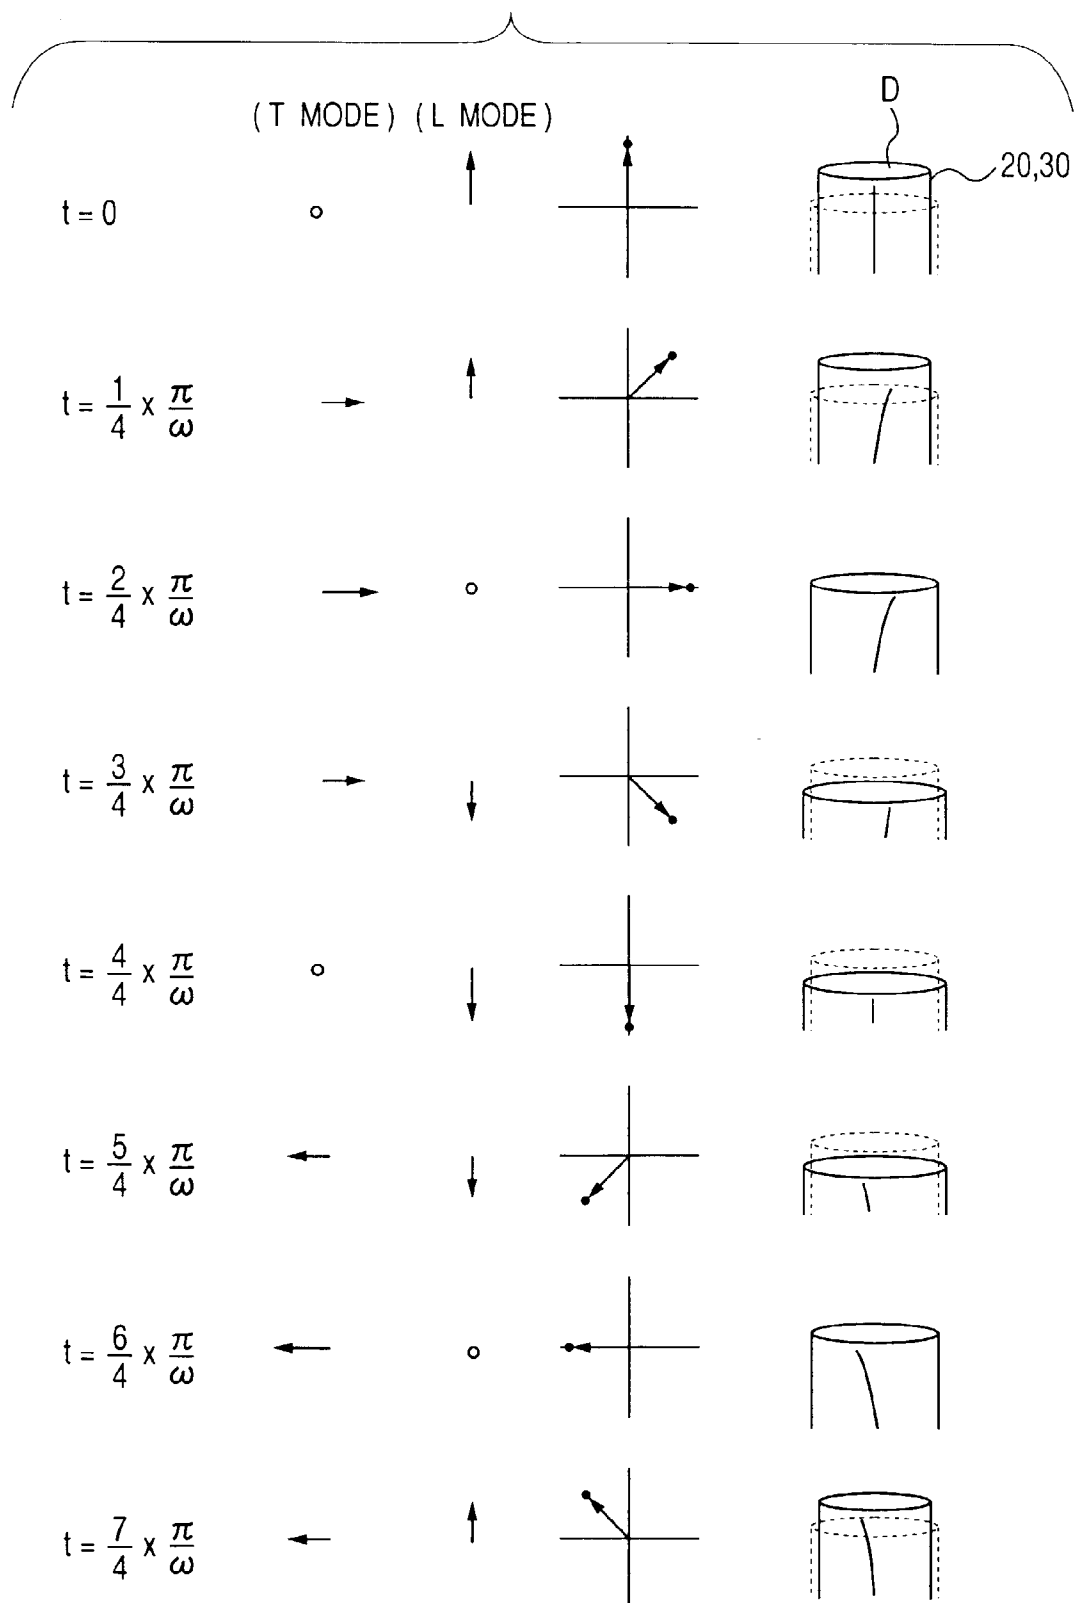 (T MODE) (L MODE)
D
20,30
t = 0
t = 1/4 x π/ω
t = 2/4 x π/ω
t = 3/4 x π/ω
t = 4/4 x π/ω
t = 5/4 x π/ω
t = 6/4 x π/ω
t = 7/4 x π/ω